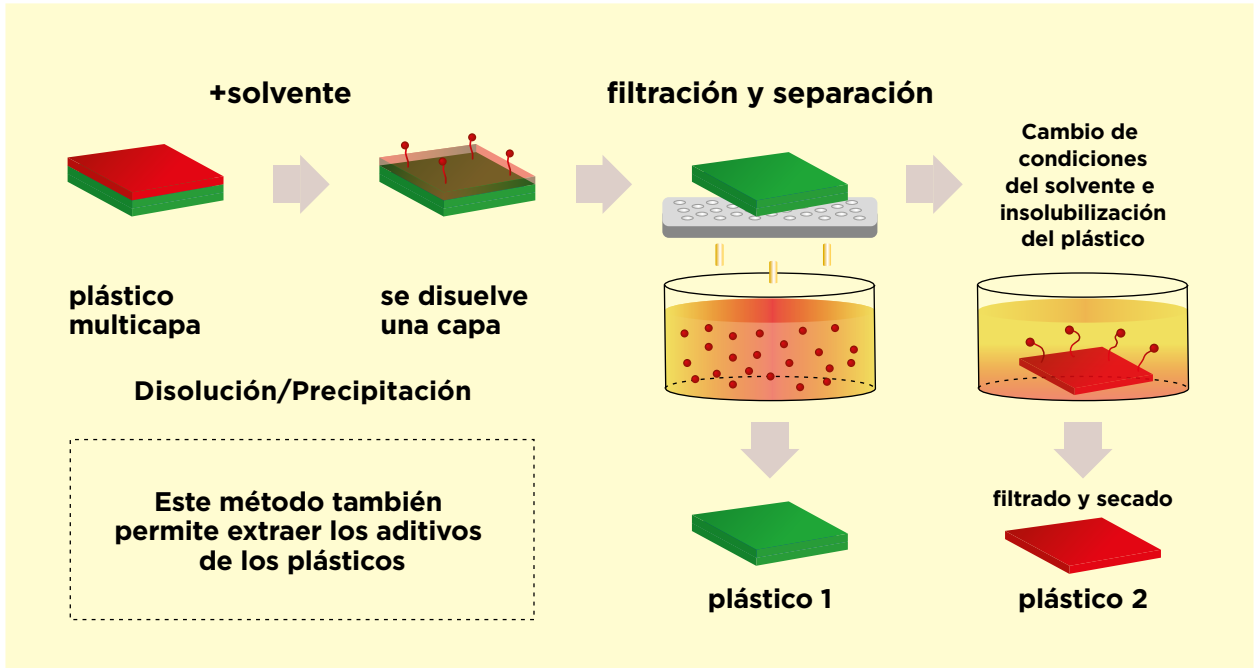 +solvente
filtración y separación
Cambio de
condiciones
del solvente e
insolubilización
del plástico
plástico
multicapa
se disuelve
una capa
Disolución/Precipitación
Este método también
permite extraer los aditivos
de los plásticos
filtrado y secado
plástico 1
plástico 2